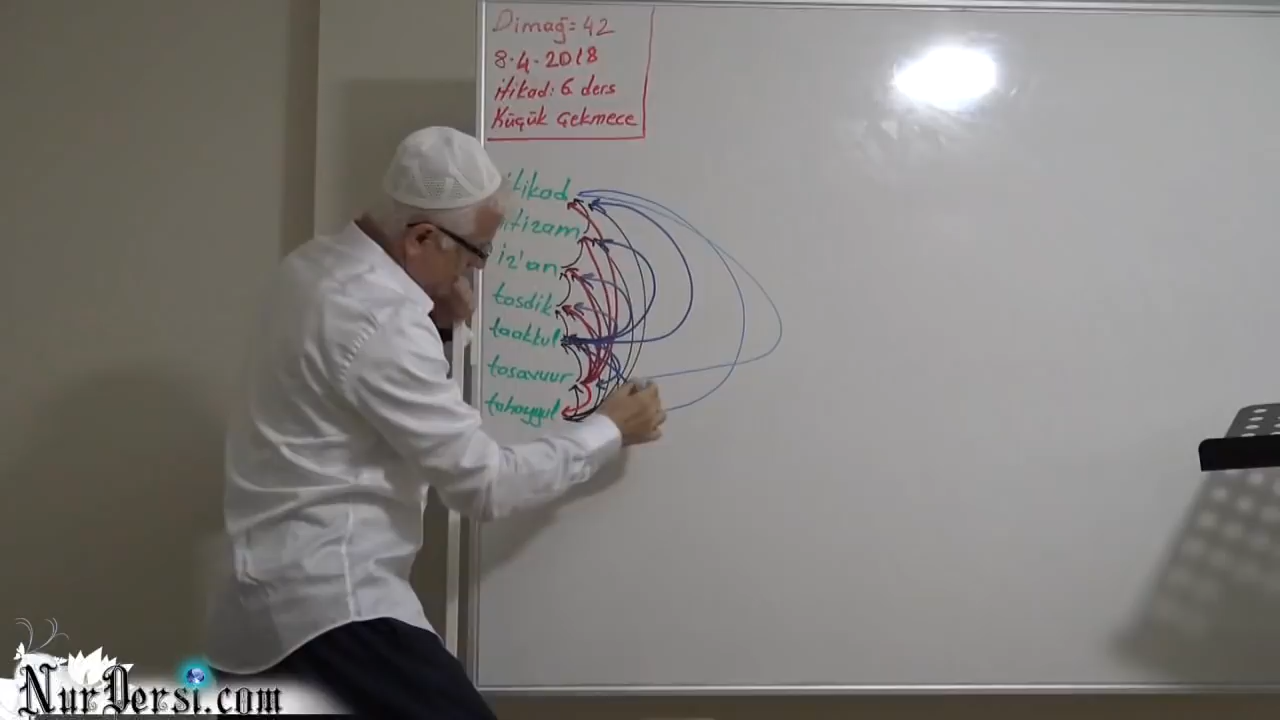 Dimağ = 42
8.4.2018
itikad: 6. ders
Küçük Çekmece
itikad
iltizam
iz'an
tasdik
taakkul
tasavvur
tahayyul
NurDersi.com